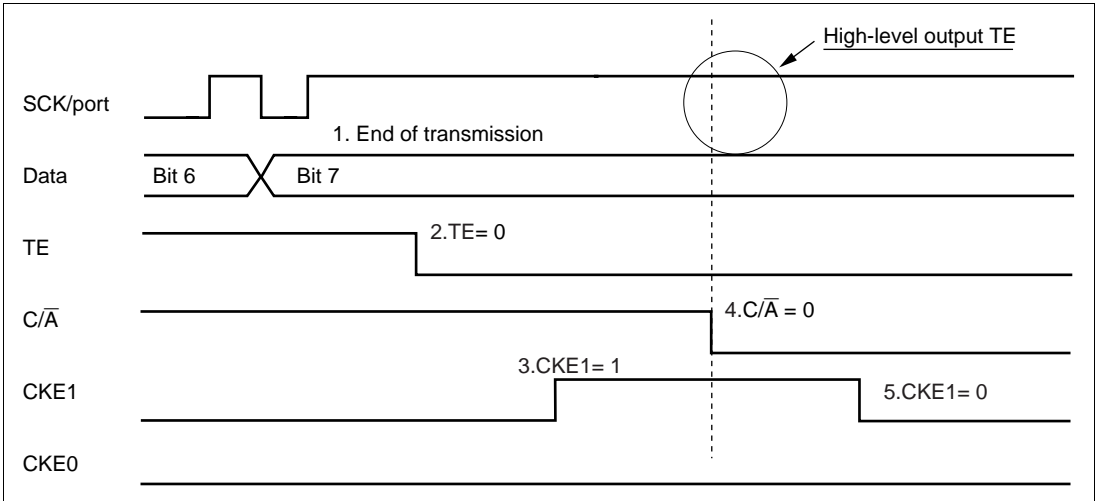 High-level output TE
SCK/port
1. End of transmission
Data
Bit 6
Bit 7
TE
2.TE= 0
C/A̅
4.C/A̅ = 0
3.CKE1= 1
CKE1
5.CKE1= 0
CKE0